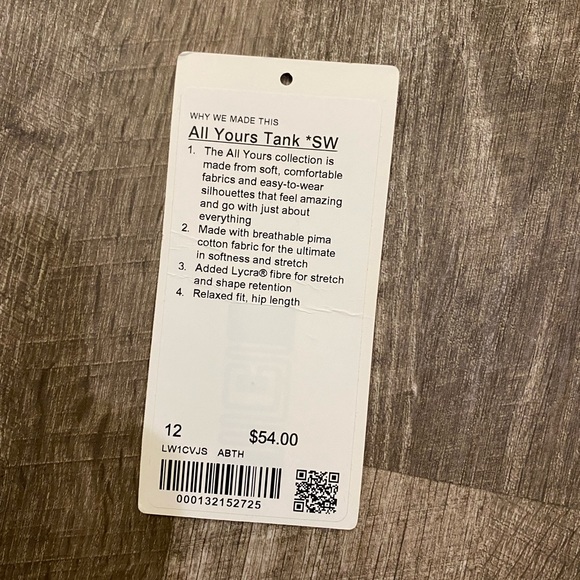 WHY WE MADE THIS
All Yours Tank *SW
1. The All Yours collection is
made from soft, comfortable
fabrics and easy-to-wear
silhouettes that feel amazing
and go with just about
everything
2. Made with breathable pima
cotton fabric for the ultimate
in softness and stretch
3. Added Lycra® fibre for stretch
and shape retention
4. Relaxed fit, hip length
12 $54.00
LW1CVJS ABTH
000132152725